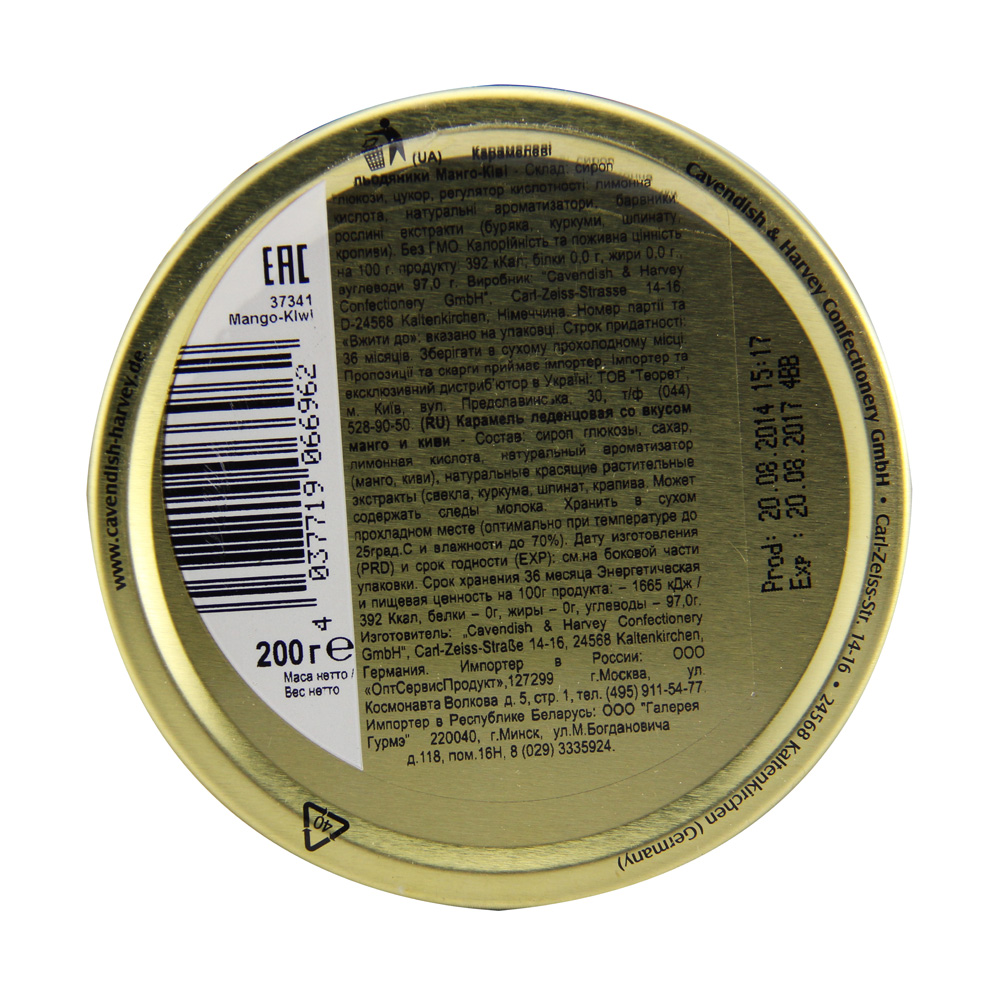 (UA) Карамелеві
льодяники Манго-Ківі - Склад: сироп
глюкози, цукор, регулятор кислотності: лимонна
кислота, натуральні ароматизатори, барвники
рослині екстракти (буряка, куркуми, шпинату,
кропиви). Без ГМО. Калорійність та поживна цінність
на 100 г. продукту: 392 кКал; білки 0,0 г, жири 0,0 г.,
вуглеводи 97,0 г. Виробник: "Cavendish & Harvey
Confectionery GmbH". Carl-Zeiss-Strasse 14-16,
D-24568 Kaltenkirchen, Німеччина. Номер партії та
«Вжити до»: вказано на упаковці. Строк придатності
36 місяців. Зберігати в сухому прохолодному місці.
Пропозиції та скарги приймає імпортер. Імпортер та
ексклюзивний дистриб'ютор в Україні: ТОВ "Теорет",
м. Київ, вул. Предславинська, 30, т/ф (044)
528-90-50 (RU) Карамель леденцовая со вкусом
манго и киви - Состав: сироп глюкозы, сахар,
лимонная кислота, натуральный ароматизатор
(манго, киви), натуральные красящие растительные
экстракты (свекла, куркума, шпинат, крапива. Может
содержать следы молока. Хранить в сухом
прохладном месте (оптимально при температуре до
25град.С и влажности до 70%). Дату изготовления
(PRD) и срок годности (EXP): см.на боковой части
упаковки. Срок хранения 36 месяца Энергетическая
и пищевая ценность на 100г продукта: – 1665 кДж /
392 Ккал, белки – 0г, жиры – 0г, углеводы – 97,0г.
Изготовитель: „Cavendish & Harvey Confectionery
GmbH", Carl-Zeiss-Straße 14-16, 24568 Kaltenkirchen,
Германия. Импортер в России: ООО
«ОптСервисПродукт»,127299 г.Москва, ул.
Космонавта Волкова д. 5, стр. 1, тел. (495) 911-54-77.
Импортер в Республике Беларусь: ООО "Галерея
Гурмэ" 220040, г.Минск, ул.М.Богдановича
д.118, пом.16Н, 8 (029) 3335924.
EAC
37341
Mango-Kiwi
4 037719 066962
200 г e
Маса нетто /
Вес нетто
Prod: 20.08.2014 15:17
Exp : 20.08.2017 4BB
www.cavendish-harvey.de
Cavendish & Harvey Confectionery GmbH • Carl-Zeiss-Str. 14-16 • 24568 Kaltenkirchen (Germany)
40